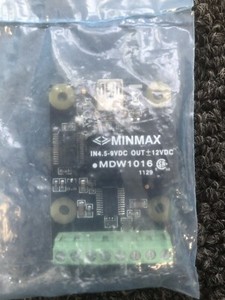 MINMAX
IN4.5-9VDC OUT±12VDC
MDW1016
1129